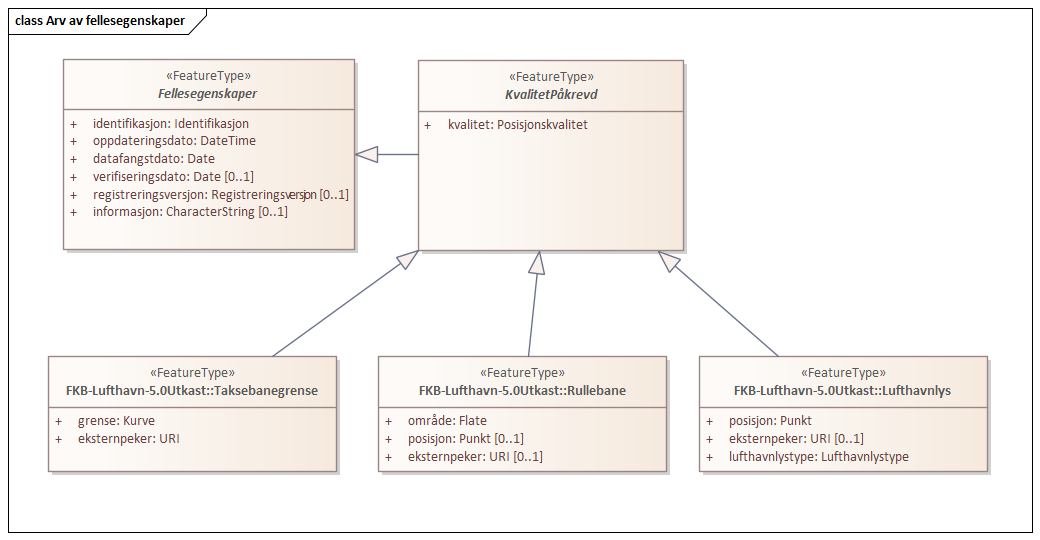 class Arv av fellesegenskaper
«FeatureType»
Fellesegenskaper
+ identifikasjon: Identifikasjon
+ oppdateringsdato: DateTime
+ datafangstdato: Date
+ verifiseringsdato: Date [0..1]
+ registreringsversjon: Registreringsversjon [0..1]
+ informasjon: CharacterString [0..1]
«FeatureType»
KvalitetPåkrevd
+ kvalitet: Posisjonskvalitet
«FeatureType»
FKB-Lufthavn-5.0Utkast::Taksebanegrense
+ grense: Kurve
+ eksternpeker: URI
«FeatureType»
FKB-Lufthavn-5.0Utkast::Rullebane
+ område: Flate
+ posisjon: Punkt [0..1]
+ eksternpeker: URI [0..1]
«FeatureType»
FKB-Lufthavn-5.0Utkast::Lufthavnlys
+ posisjon: Punkt
+ eksternpeker: URI [0..1]
+ lufthavnlystype: Lufthavnlystype